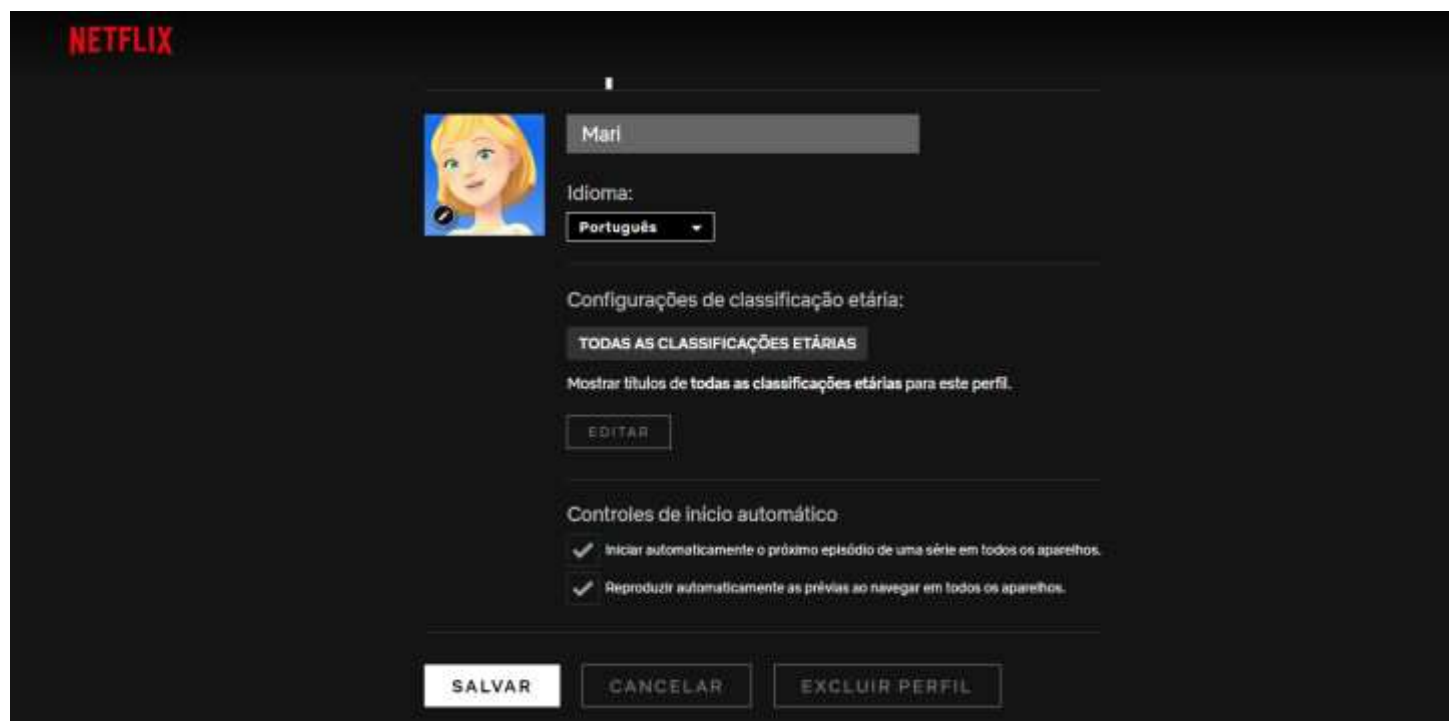 NETFLIX
Mari
Idioma:
Português
Configurações de classificação etária:
TODAS AS CLASSIFICAÇÕES ETÁRIAS
Mostrar títulos de todas as classificações etárias para este perfil.
EDITAR
Controles de início automático
Iniciar automaticamente o próximo episódio de uma série em todos os aparelhos.
Reproduzir automaticamente as prévias ao navegar em todos os aparelhos.
SALVAR CANCELAR EXCLUIR PERFIL